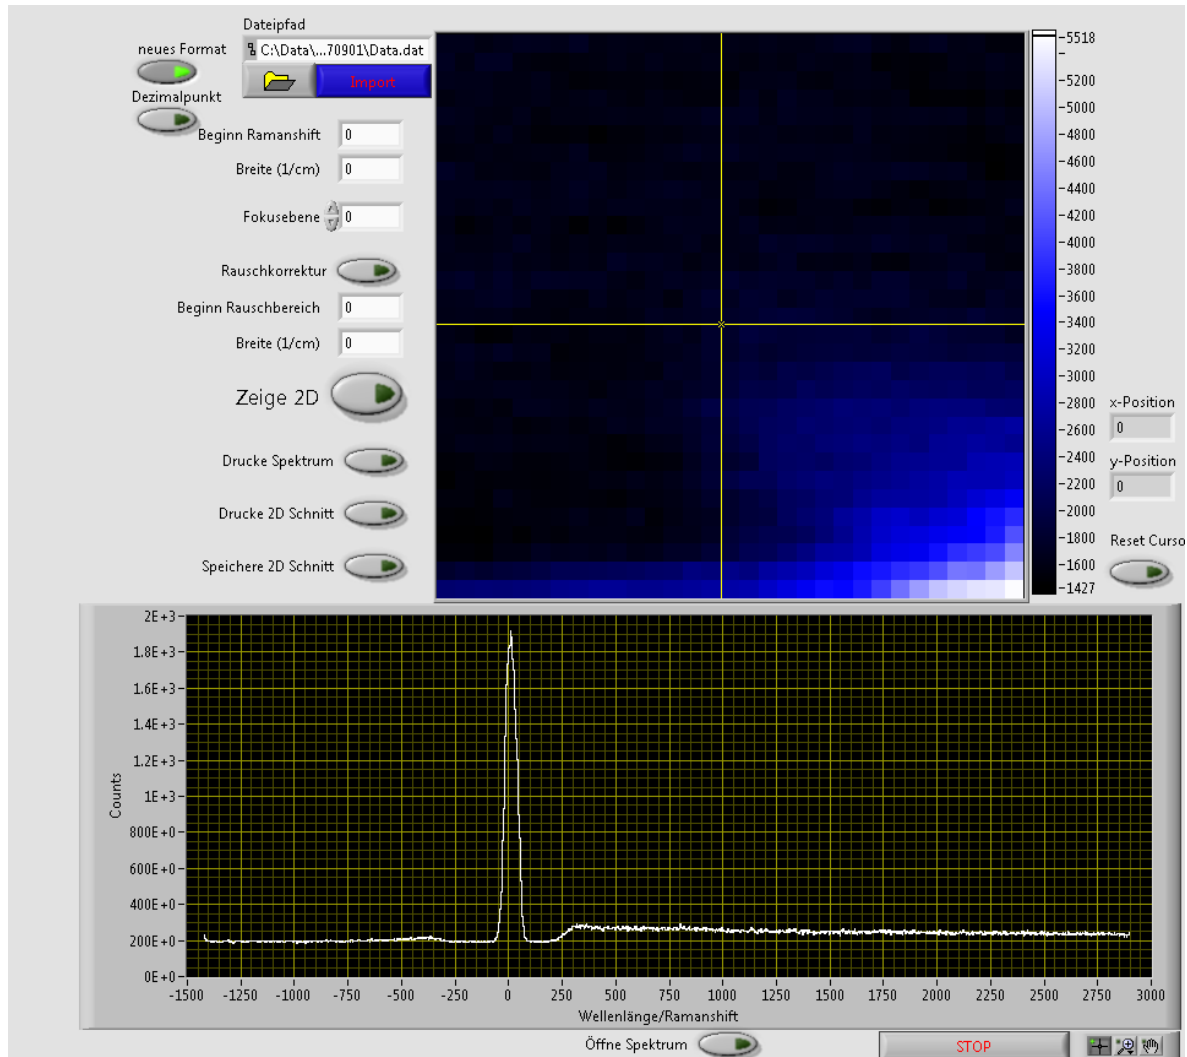 Dateipfad
neues Format
C:\Data\...70901\Data.dat
Import
Dezimalpunkt
Beginn Ramanshift 0
Breite (1/cm) 0
Fokusebene 0
Rauschkorrektur
Beginn Rauschbereich 0
Breite (1/cm) 0
Zeige 2D
Drucke Spektrum
Drucke 2D Schnitt
Speichere 2D Schnitt
-5518
-5200
-5000
-4800
-4600
-4400
-4200
-4000
-3800
-3600
-3400
-3200
-3000
-2800
-2600
-2400
-2200
-2000
-1800
-1600
-1427
x-Position
0
y-Position
0
Reset Curso
2E+3-
1.8E+3-
1.6E+3-
1.4E+3-
1.2E+3-
1E+3-
800E+0-
600E+0-
400E+0-
200E+0-
0E+0-
Counts
-1500 -1250 -1000 -750 -500 -250 0 250 500 750 1000 1250 1500 1750 2000 2250 2500 2750 3000
Wellenlänge/Ramanshift
Öffne Spektrum
STOP